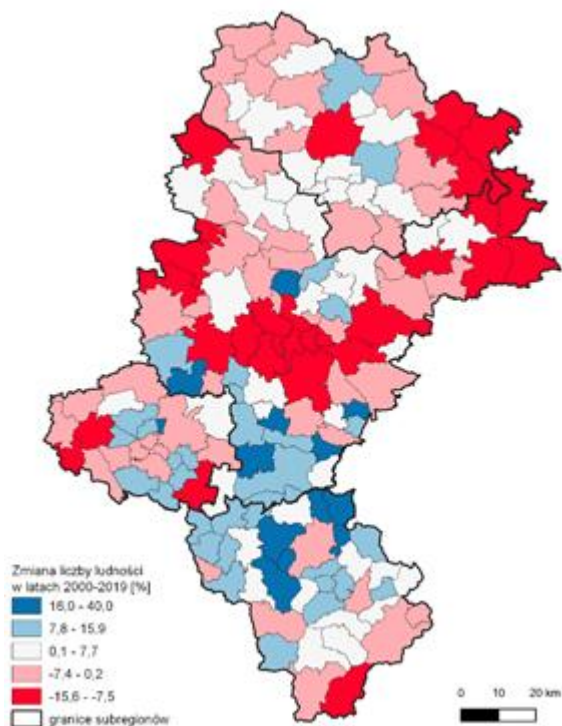 Zmiana liczby ludności
w latach 2000-2019 [%]
16,0 - 40,0
7,8 - 15,9
0,1 - 7,7
-7,4 - 0,2
-15,6 - -7,5
granice subregionów
0 10 20 km